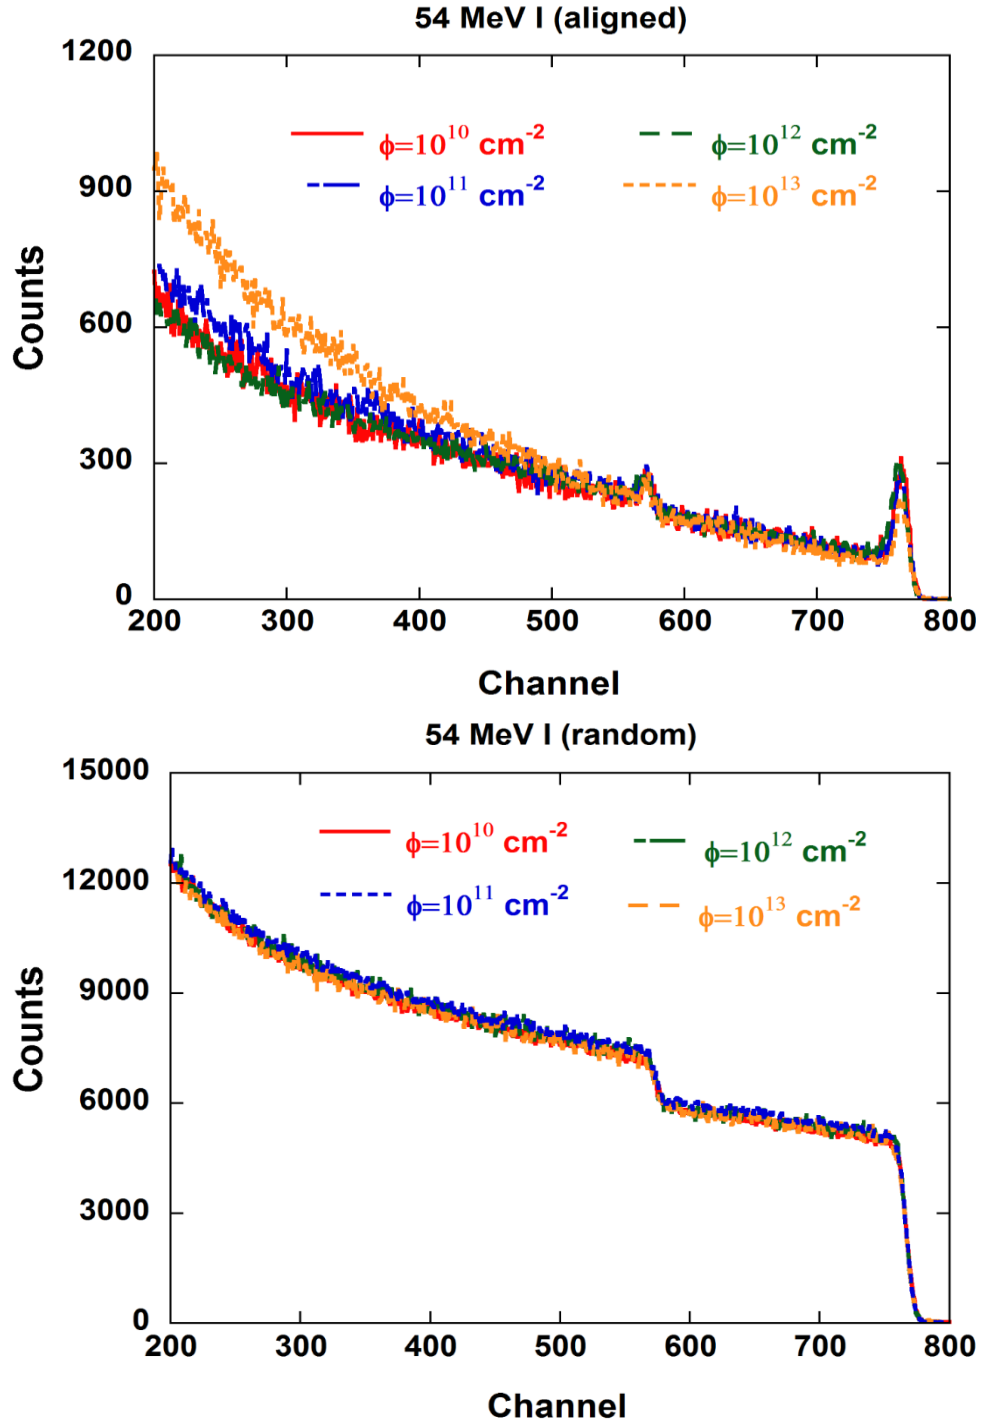 54 MeV I (aligned)
1200
ϕ=10¹⁰ cm⁻² ϕ=10¹² cm⁻²
900
ϕ=10¹¹ cm⁻² ϕ=10¹³ cm⁻²
Counts
600
300
0
200 300 400 500 600 700 800
Channel
54 MeV I (random)
15000
ϕ=10¹⁰ cm⁻² ϕ=10¹² cm⁻²
12000
ϕ=10¹¹ cm⁻² ϕ=10¹³ cm⁻²
9000
Counts
6000
3000
0
200 300 400 500 600 700 800
Channel